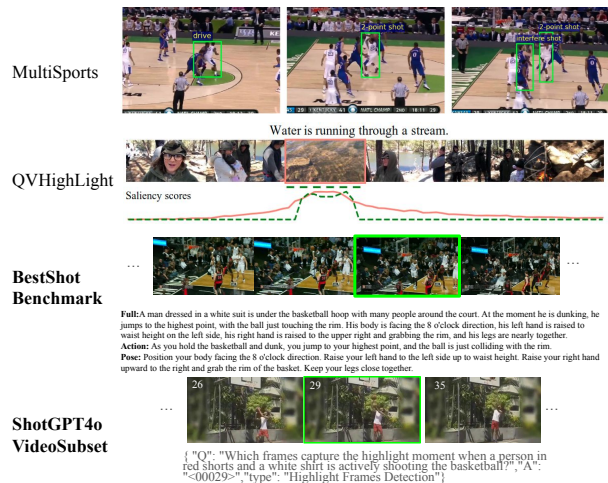 MultiSports
drive
2-point shot
2-point shot
interfere shot
Water is running through a stream.
QVHighLight
Saliency scores
BestShot
Benchmark
...
...
Full:A man dressed in a white suit is under the basketball hoop with many people around the court. At the moment he is dunking, he
jumps to the highest point, with the ball just touching the rim. His body is facing the 8 o'clock direction, his left hand is raised to
waist height on the left side, his right hand is raised to the upper right and grabbing the rim, and his legs are nearly together.
Action: As you hold the basketball and dunk, you jump to your highest point, and the ball is just colliding with the rim.
Pose: Position your body facing the 8 o'clock direction. Raise your left hand to the left side up to waist height. Raise your right hand
upward to the right and grab the rim of the basket. Keep your legs close together.
ShotGPT4o
VideoSubset
...
26
29
35
...
{ "Q": "Which frames capture the highlight moment when a person in
red shorts and a white shirt is actively shooting the basketball?","A":
"<00029>","type": "Highlight Frames Detection"}